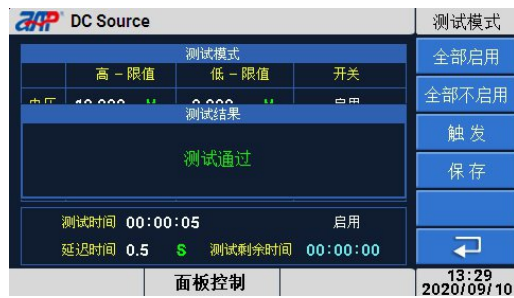 AAP DC Source
测试模式
测试模式
高 - 限值 低 - 限值 开关
测试结果
测试通过
测试时间 00:00:05 启用
延迟时间 0.5 S 测试剩余时间 00:00:00
全部启用
全部不启用
触 发
保 存
面板控制
13:29
2020/09/10